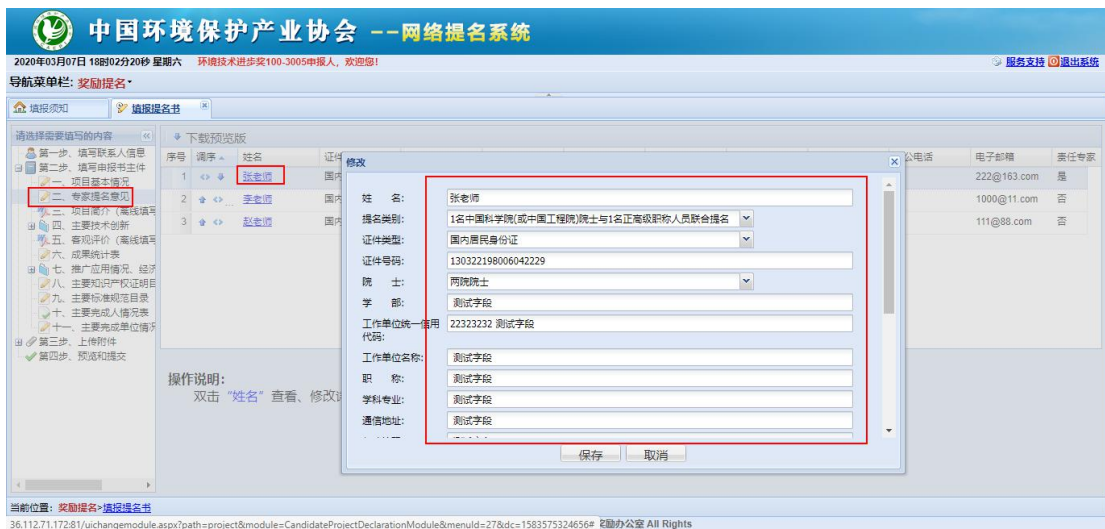 中国环境保护产业协会 --网络提名系统
2020年03月07日 18时02分20秒 星期六 环境技术进步奖100-3005申报人，欢迎您!
服务支持 退出系统
导航菜单栏: 奖励提名
填报须知 填报提名书
请选择需要填写的内容
第一步、填写联系人信息
第二步、填写申报书主件
一、项目基本情况
二、专家提名意见
三、项目简介（离线填写
四、主要技术创新
五、客观评价（离线填写
六、成果统计表
七、推广应用情况、经济
八、主要知识产权证明目
九、主要标准规范目录
十、主要完成人情况表
十一、主要完成单位情况
第三步、上传附件
第四步、预览和提交
下载预览版
序号 调序 姓名 证件 公电话 电子邮箱 责任专家
1 张老师 国内 222@163.com 是
2 李老师 国内 1000@11.com 否
3 赵老师 国内 111@88.com 否
修改
姓 名: 张老师
提名类别: 1名中国科学院(或中国工程院)院士与1名正高级职称人员联合提名
证件类型: 国内居民身份证
证件号码: 130322198006042229
院 士: 两院院士
学 部: 测试字段
工作单位统一信用代码: 22323232 测试字段
工作单位名称: 测试字段
职 称: 测试字段
学科专业: 测试字段
通信地址: 测试字段
保存 取消
操作说明:
双击 “姓名” 查看、修改
当前位置: 奖励提名>填报提名书
36.112.71.172:81/uichangemodule.aspx?path=project&module=CandidateProjectDeclarationModule&menuId=27&dc=1583575324656# 奖励办公室 All Rights